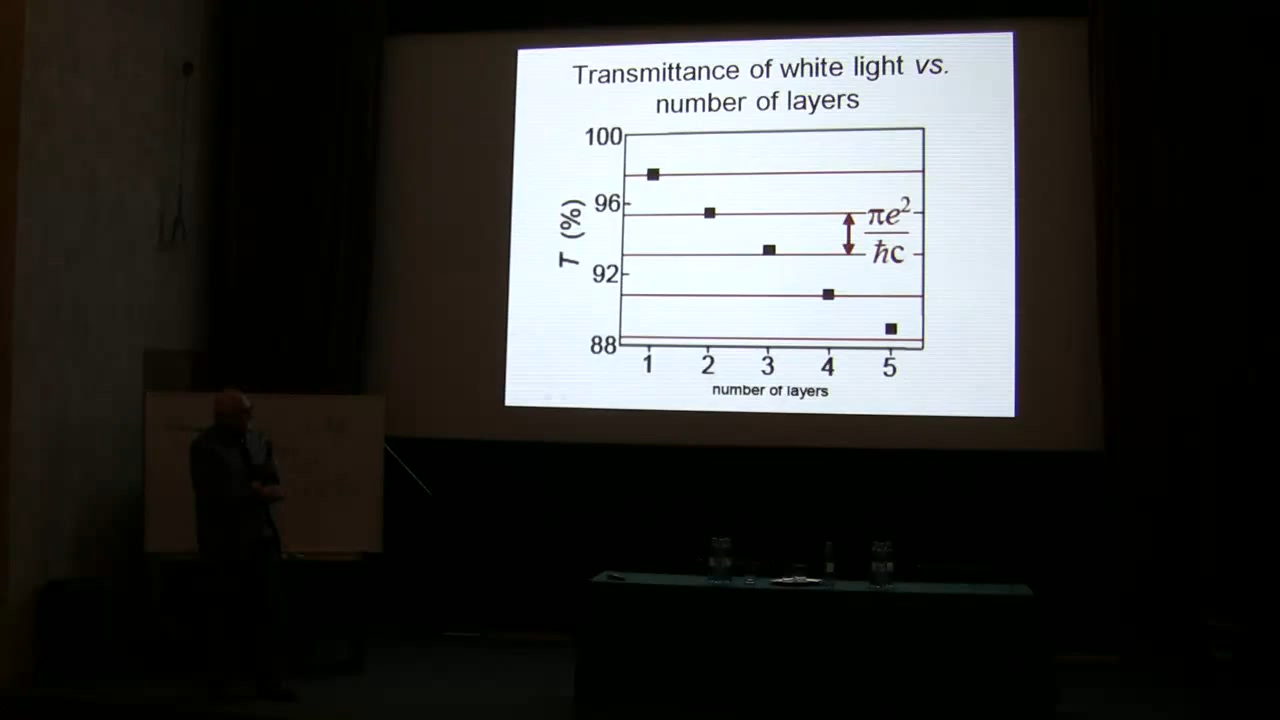 Transmittance of white light vs.
number of layers
100
96
92
88
T (%)
πe²
ħc
1 2 3 4 5
number of layers